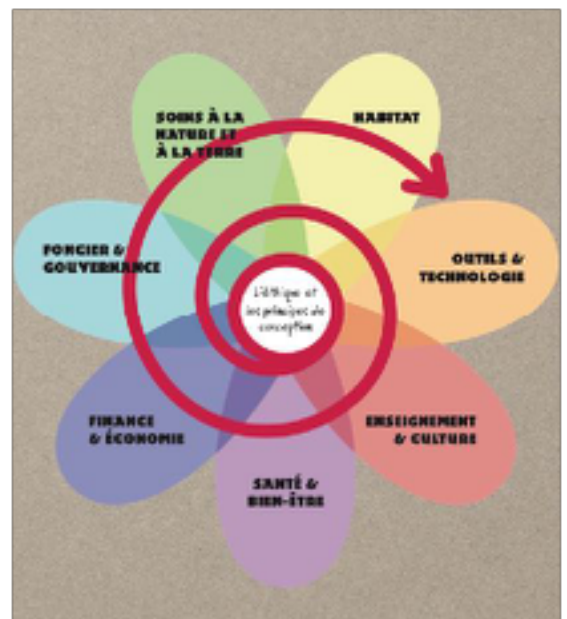 SOINS À LA
NATURE ET
À LA TERRE
HABITAT
FONCIER &
GOUVERNANCE
OUTILS &
TECHNOLOGIE
L'éthique et
les principes de
conception
FINANCE
& ÉCONOMIE
ENSEIGNEMENT
& CULTURE
SANTÉ &
BIEN-ÊTRE